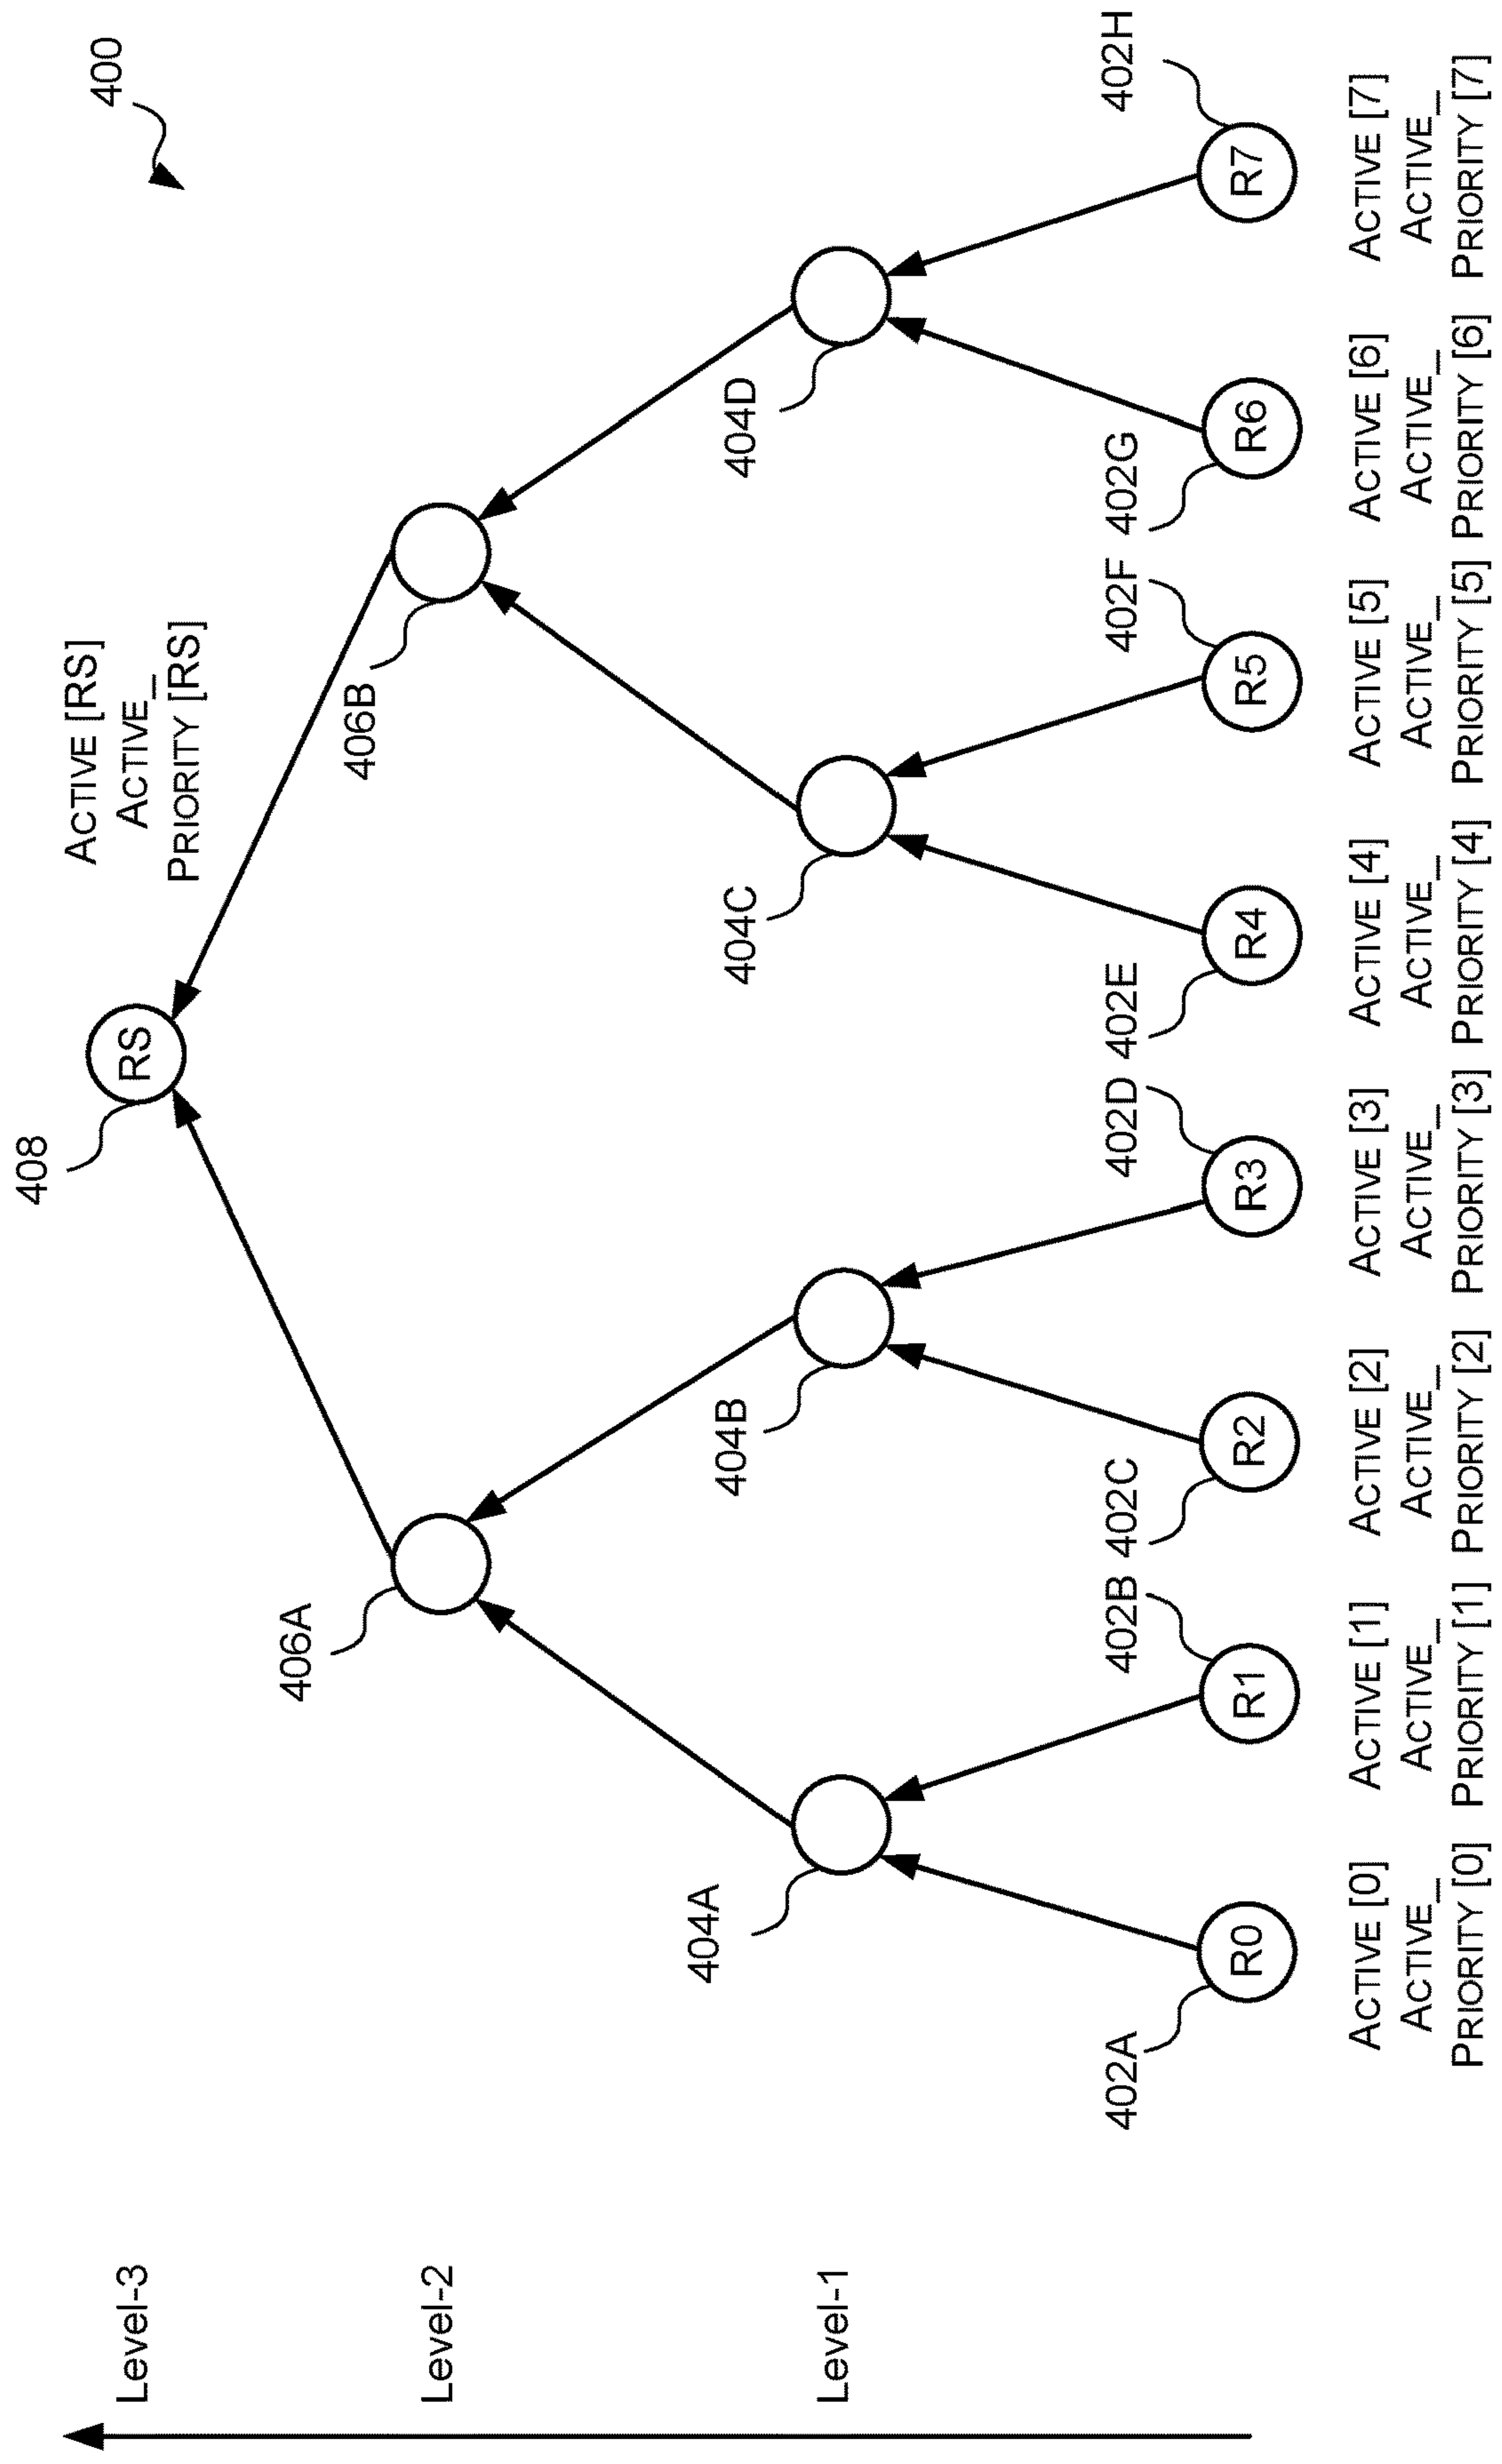 400
ACTIVE [RS]
ACTIVE_
PRIORITY [RS]
408
RS
Level-3
406A
406B
Level-2
404A
404B
404C
404D
Level-1
402A
402B
402C
402D
402E
402F
402G
402H
R0
R1
R2
R3
R4
R5
R6
R7
ACTIVE [0]
ACTIVE_
PRIORITY [0]
ACTIVE [1]
ACTIVE_
PRIORITY [1]
ACTIVE [2]
ACTIVE_
PRIORITY [2]
ACTIVE [3]
ACTIVE_
PRIORITY [3]
ACTIVE [4]
ACTIVE_
PRIORITY [4]
ACTIVE [5]
ACTIVE_
PRIORITY [5]
ACTIVE [6]
ACTIVE_
PRIORITY [6]
ACTIVE [7]
ACTIVE_
PRIORITY [7]